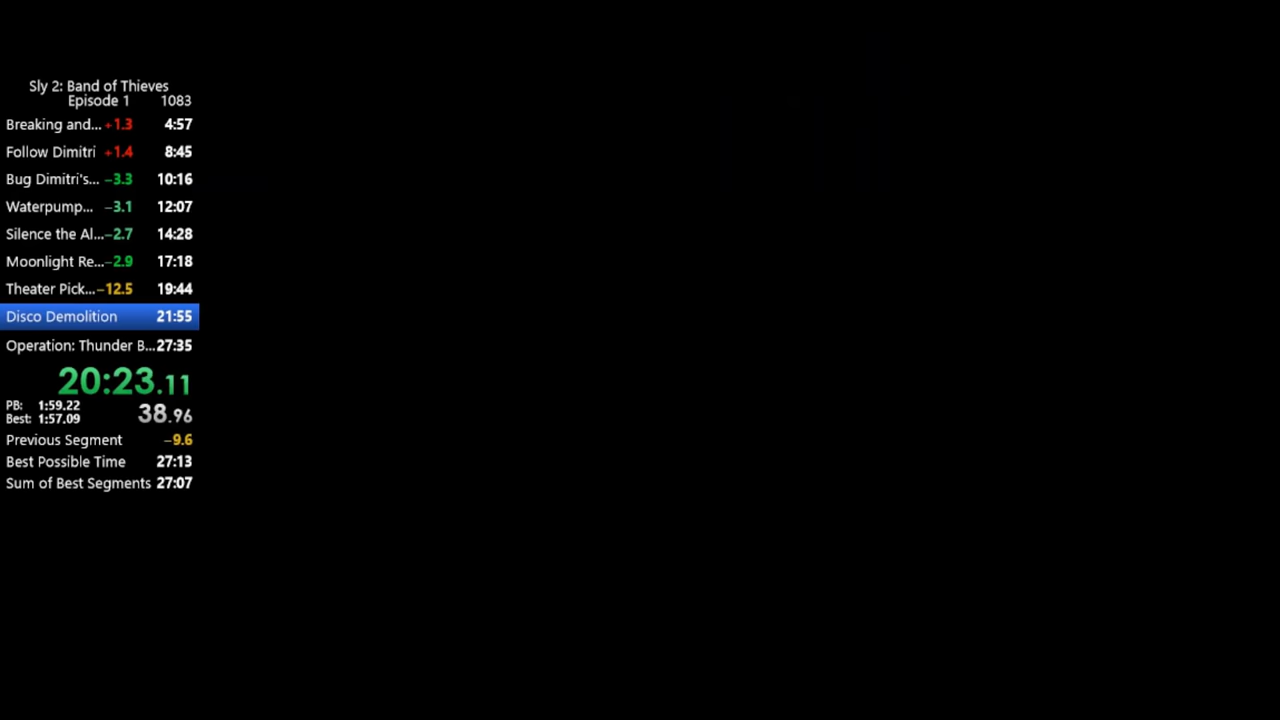 Sly 2: Band of Thieves
Episode 1 1083
Breaking and... +1.3 4:57
Follow Dimitri +1.4 8:45
Bug Dimitri's... −3.3 10:16
Waterpump... −3.1 12:07
Silence the Al... −2.7 14:28
Moonlight Re... −2.9 17:18
Theater Pick... −12.5 19:44
Disco Demolition 21:55
Operation: Thunder B... 27:35
20:23.11
PB: 1:59.22
Best: 1:57.09
38.96
Previous Segment −9.6
Best Possible Time 27:13
Sum of Best Segments 27:07